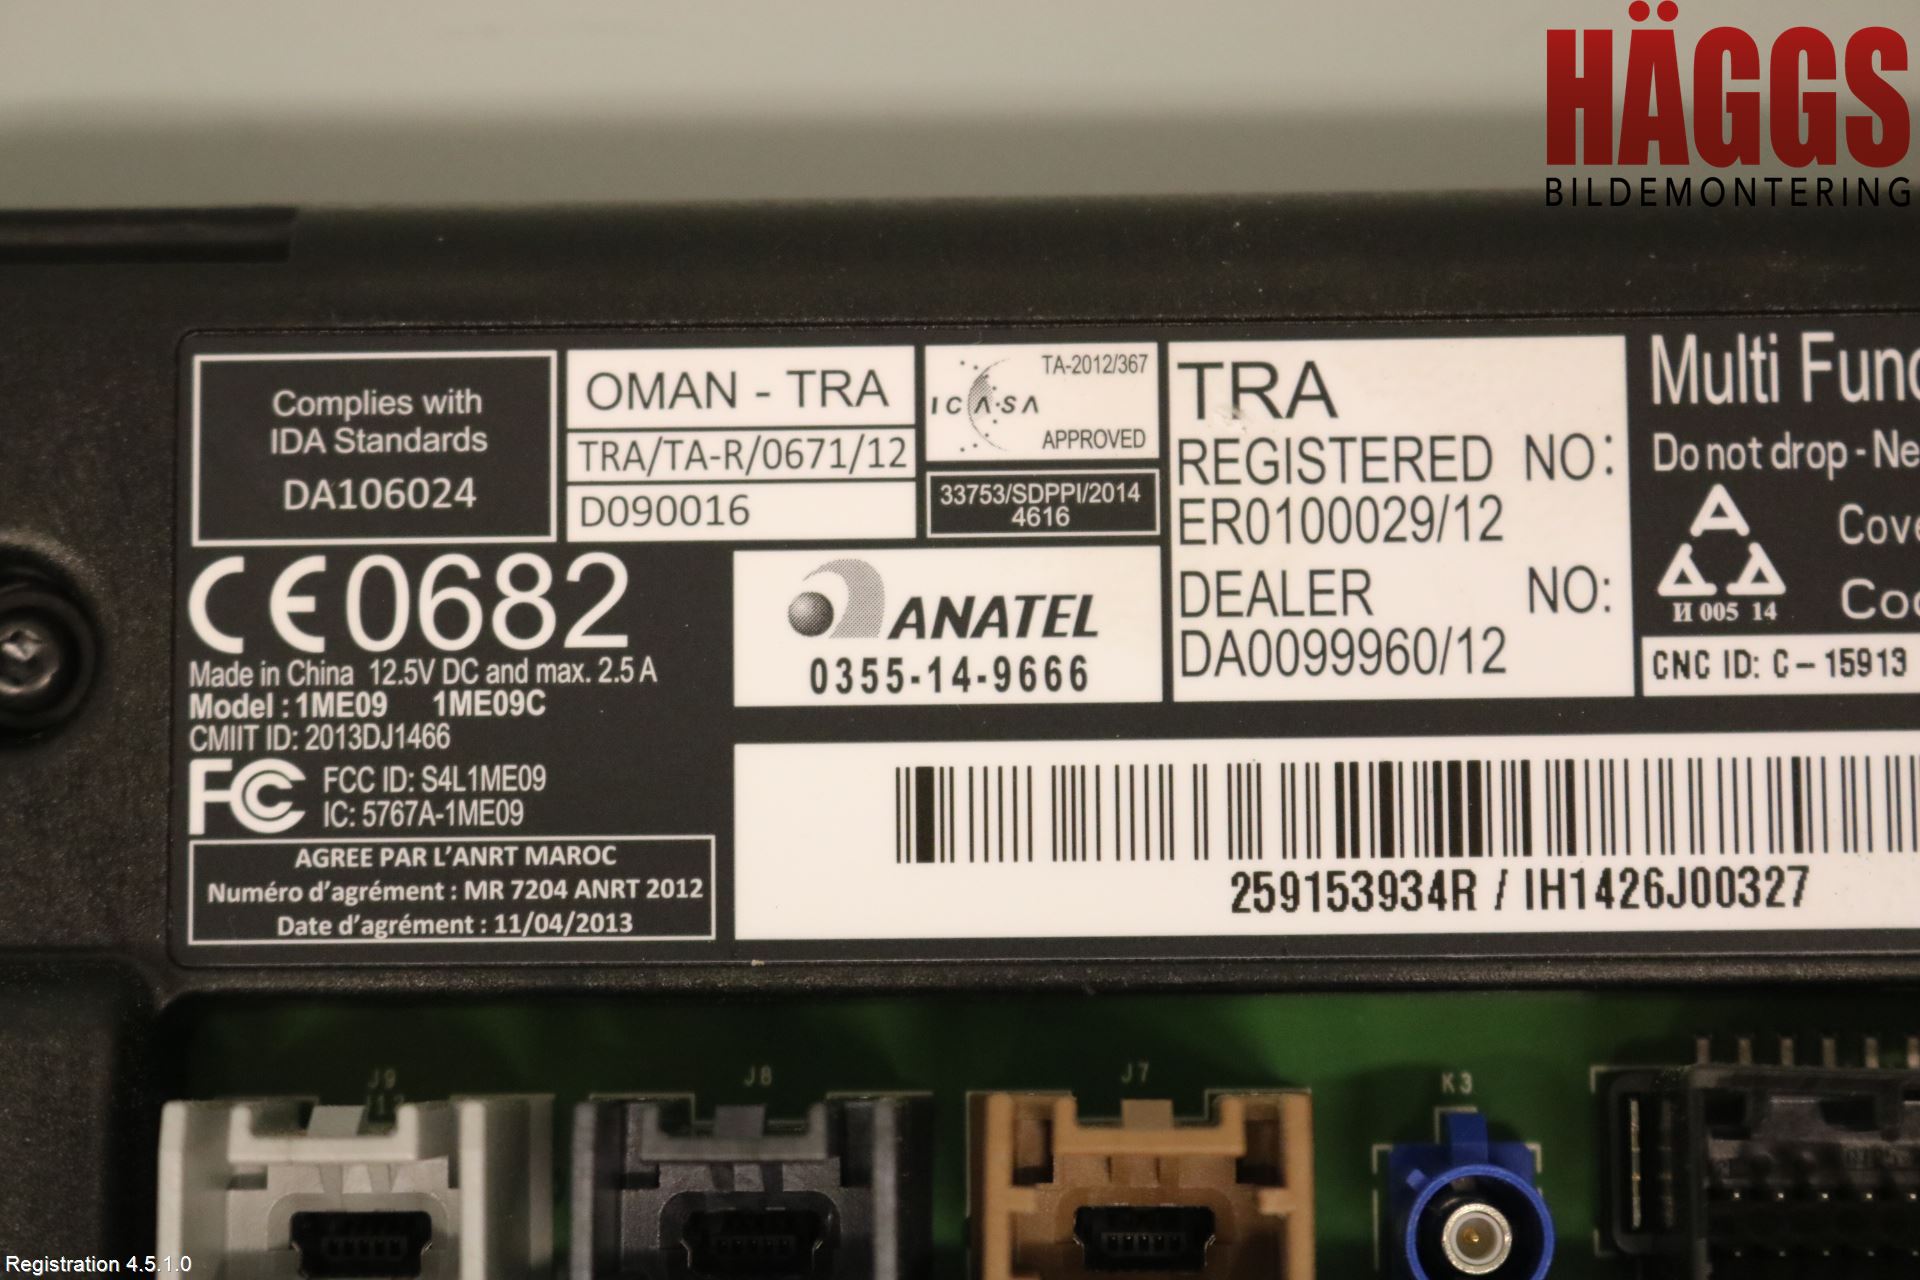 HÄGGS
BILDEMONTERING
Complies with
IDA Standards
DA106024
OMAN - TRA
TRA/TA-R/0671/12
D090016
TA-2012/367
ICASA
APPROVED
33753/SDPPI/2014
4616
TRA
REGISTERED NO:
ER0100029/12
DEALER NO:
DA0099960/12
Multi
Do not drop -
И 005 14
CNC ID: C-15913
CE0682
Made in China 12.5V DC and max. 2.5 A
Model : 1ME09 1ME09C
CMIIT ID: 2013DJ1466
FC FCC ID: S4L1ME09
IC: 5767A-1ME09
ANATEL
0355-14-9666
AGREE PAR L'ANRT MAROC
Numéro d'agrément : MR 7204 ANRT 2012
Date d'agrément : 11/04/2013
259153934R / IH1426J00327
J9
J13
J8
J7
K3
Registration 4.5.1.0